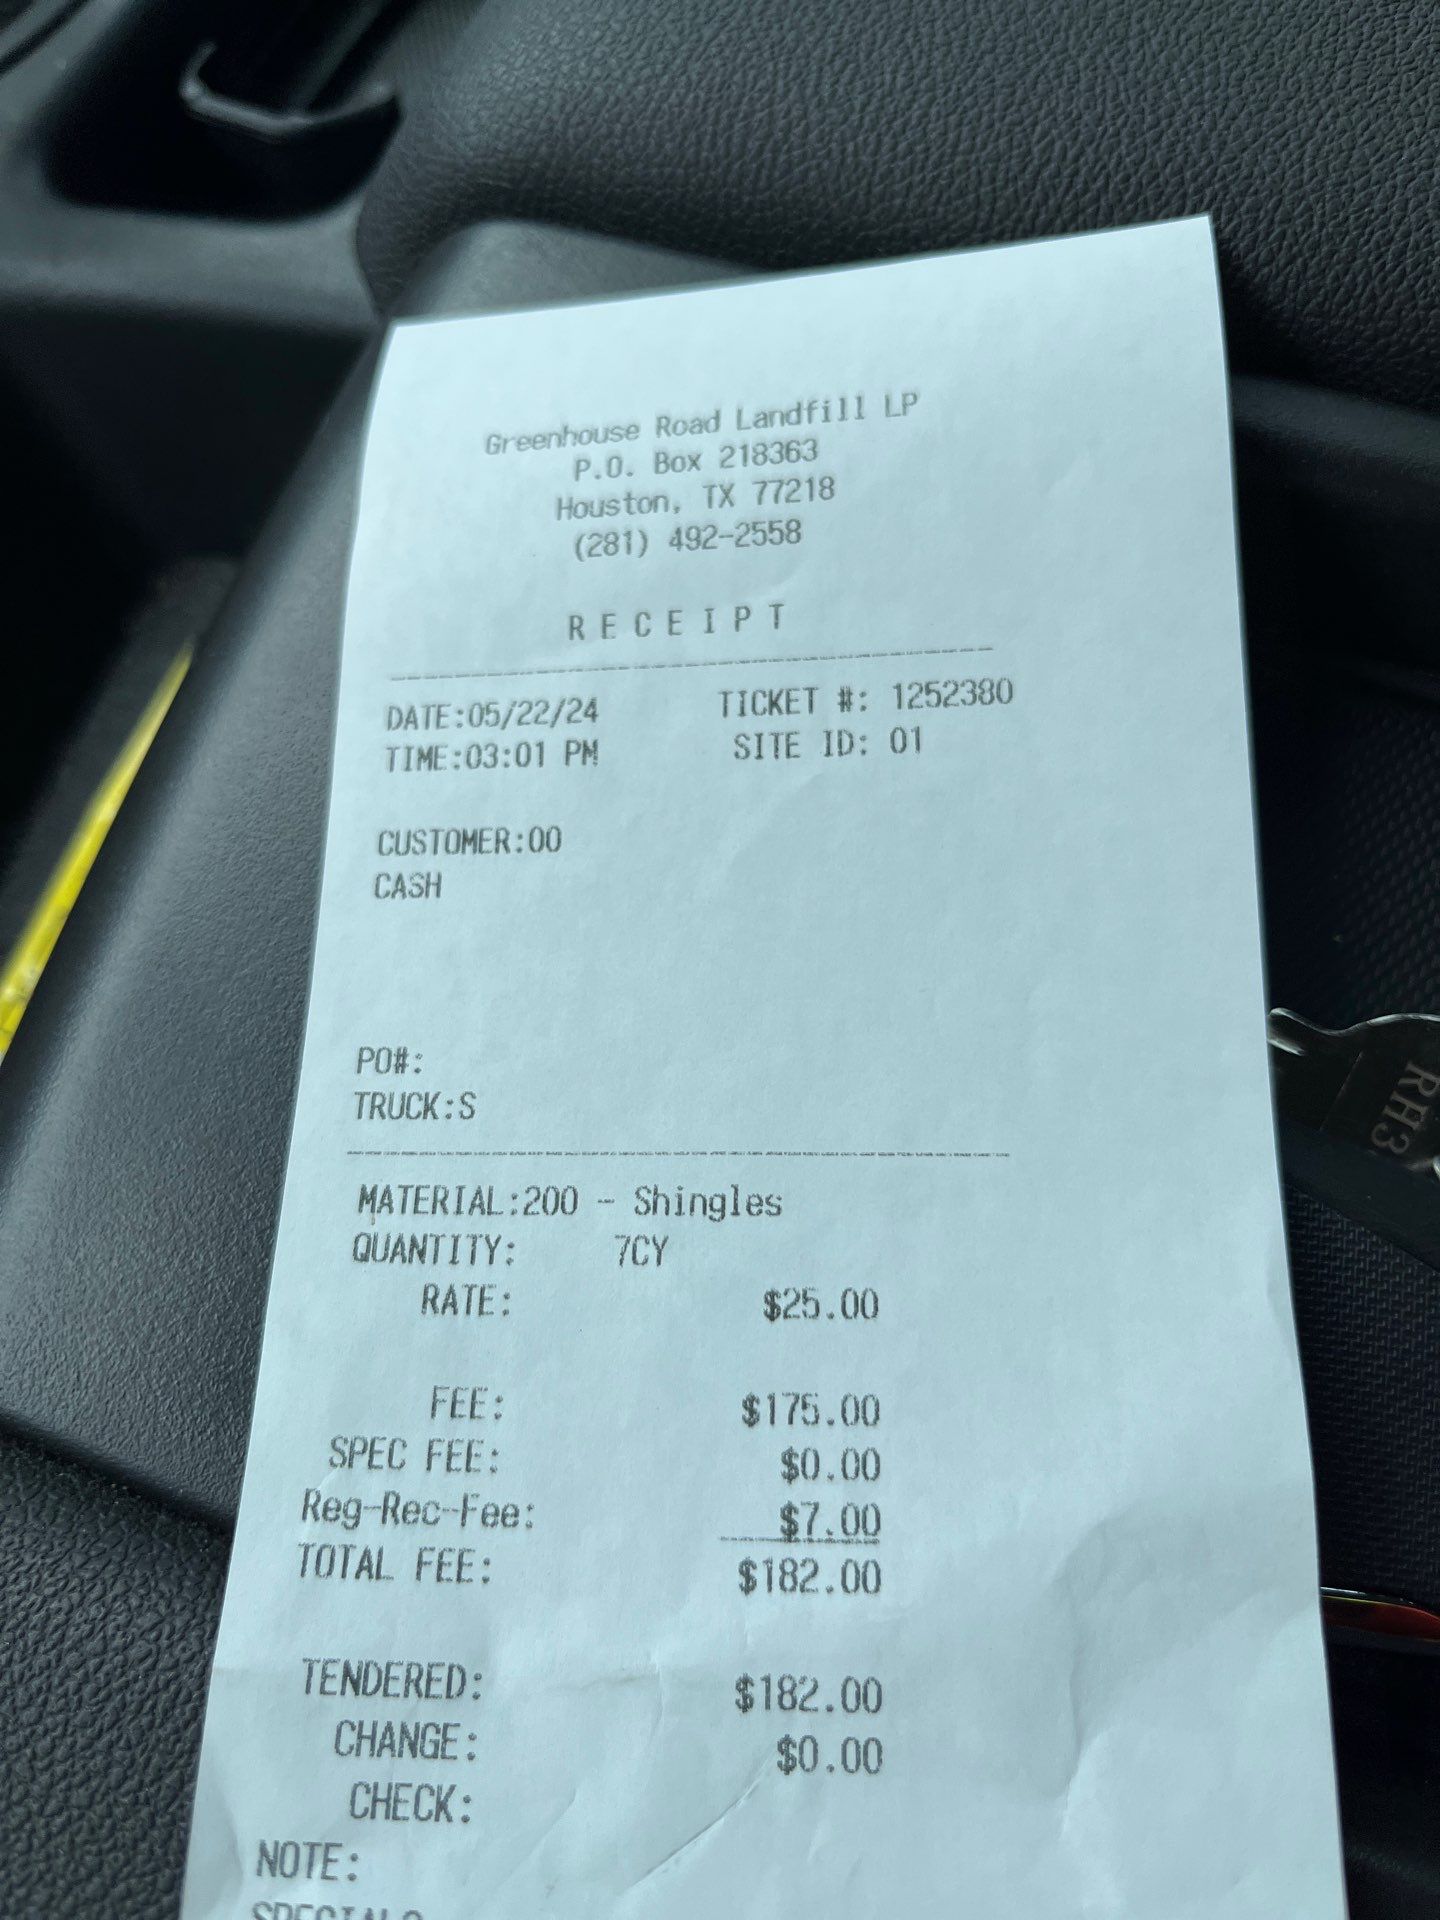 Greenhouse Road Landfill LP
P.O. Box 218363
Houston, TX 77218
(281) 492-2558
RECEIPT
DATE:05/22/24 TICKET #: 1252380
TIME:03:01 PM SITE ID: 01
CUSTOMER:00
CASH
PO#:
TRUCK:S
MATERIAL:200 - Shingles
QUANTITY: 7CY
RATE: $25.00
FEE: $175.00
SPEC FEE: $0.00
Reg-Rec-Fee: $7.00
TOTAL FEE: $182.00
TENDERED: $182.00
CHANGE: $0.00
CHECK:
NOTE:
RH3